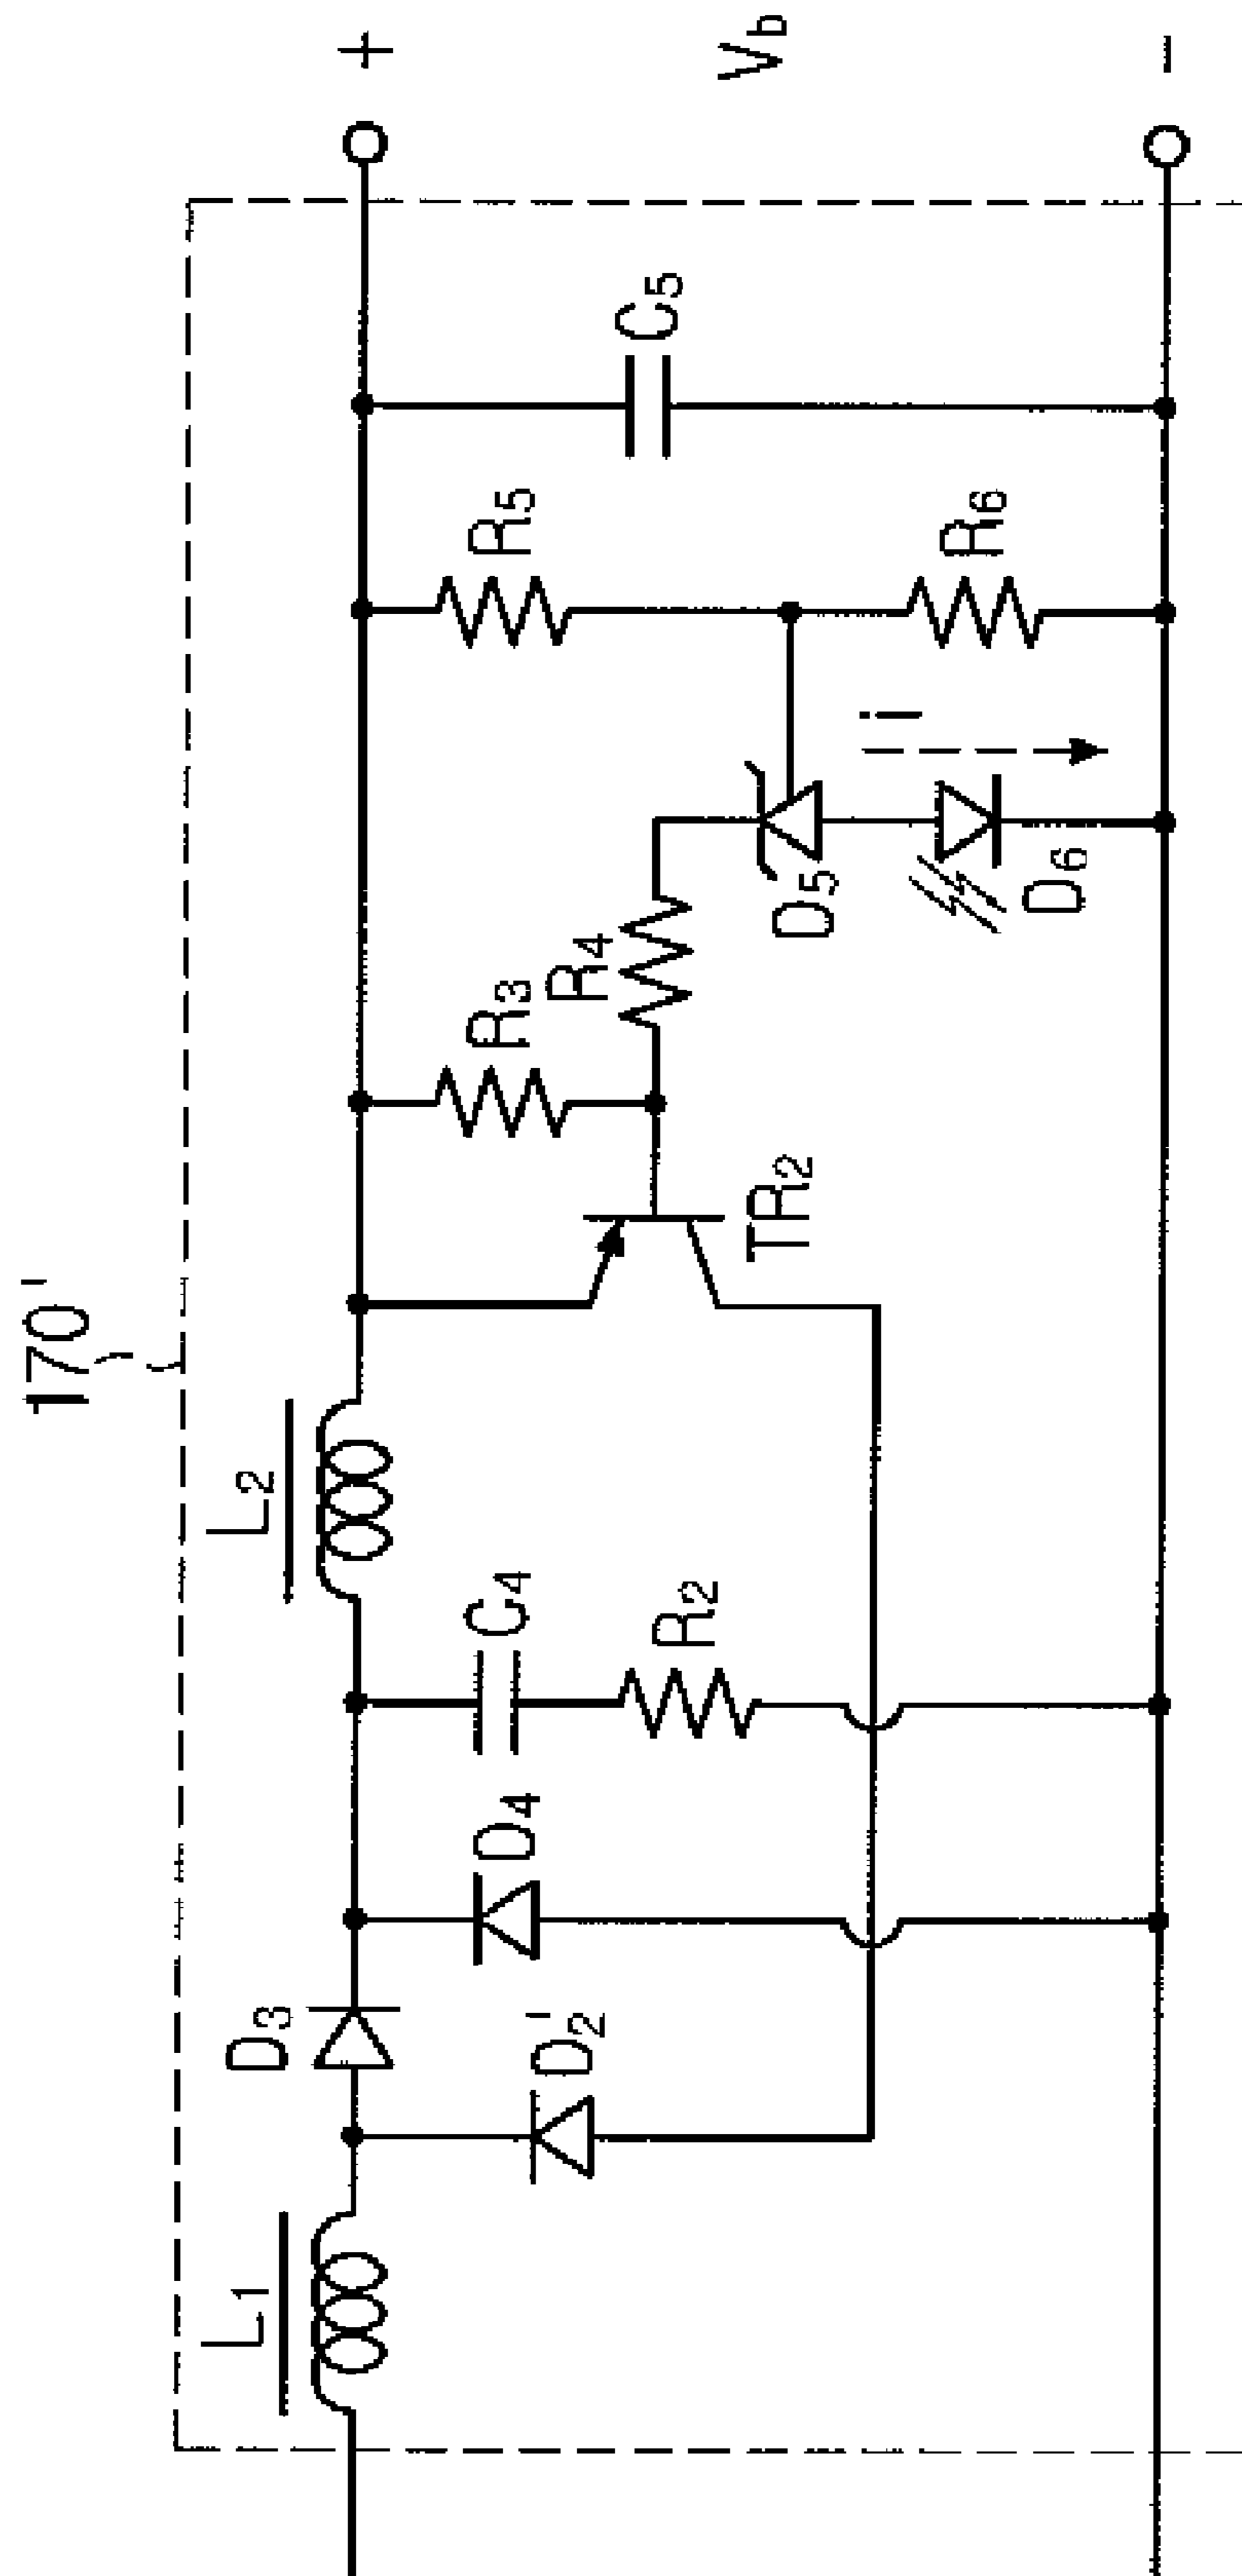 170'
L1
D3
D2'
D4
C4
R2
L2
TR2
R3
R4
D5
D6
i
R5
R6
C5
+
Vb
-